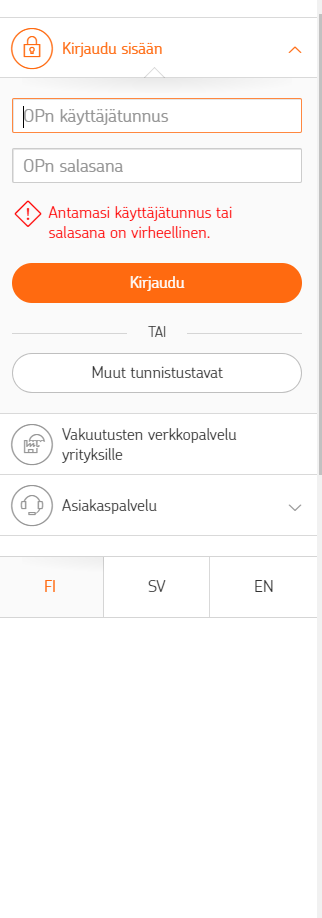 Kirjaudu sisään
OPn käyttäjätunnus
OPn salasana
Antamasi käyttäjätunnus tai
salasana on virheellinen.
Kirjaudu
TAI
Muut tunnistustavat
Vakuutusten verkkopalvelu
yrityksille
Asiakaspalvelu
FI SV EN